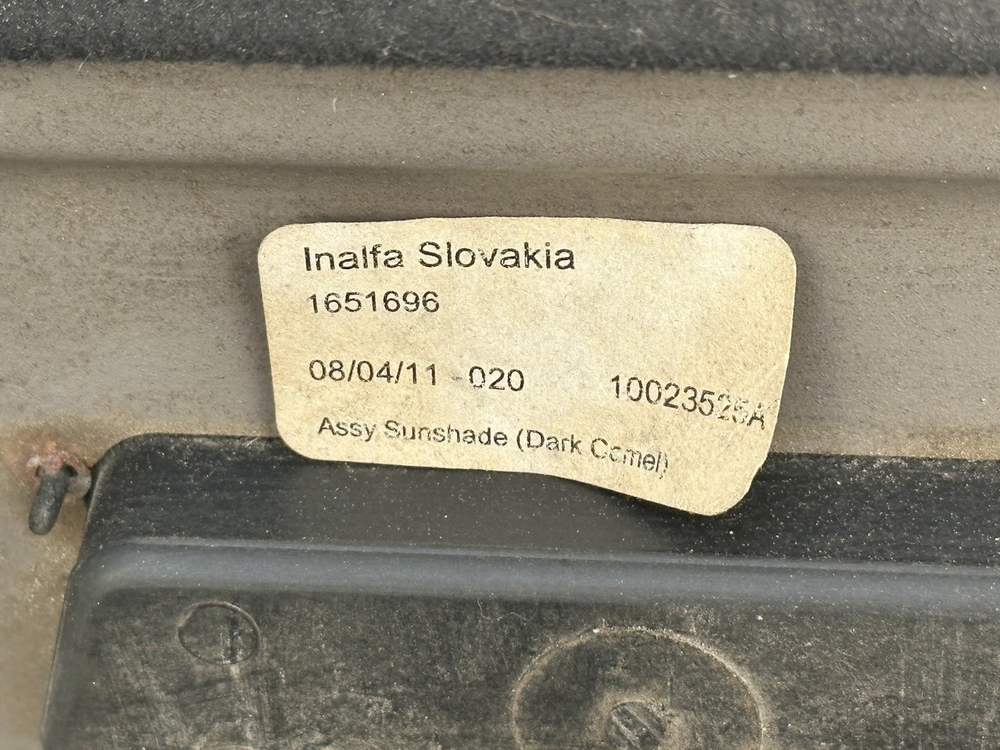 Inalfa Slovakia
1651696
08/04/11 -020 10023525A
Assy Sunshade (Dark Camel)